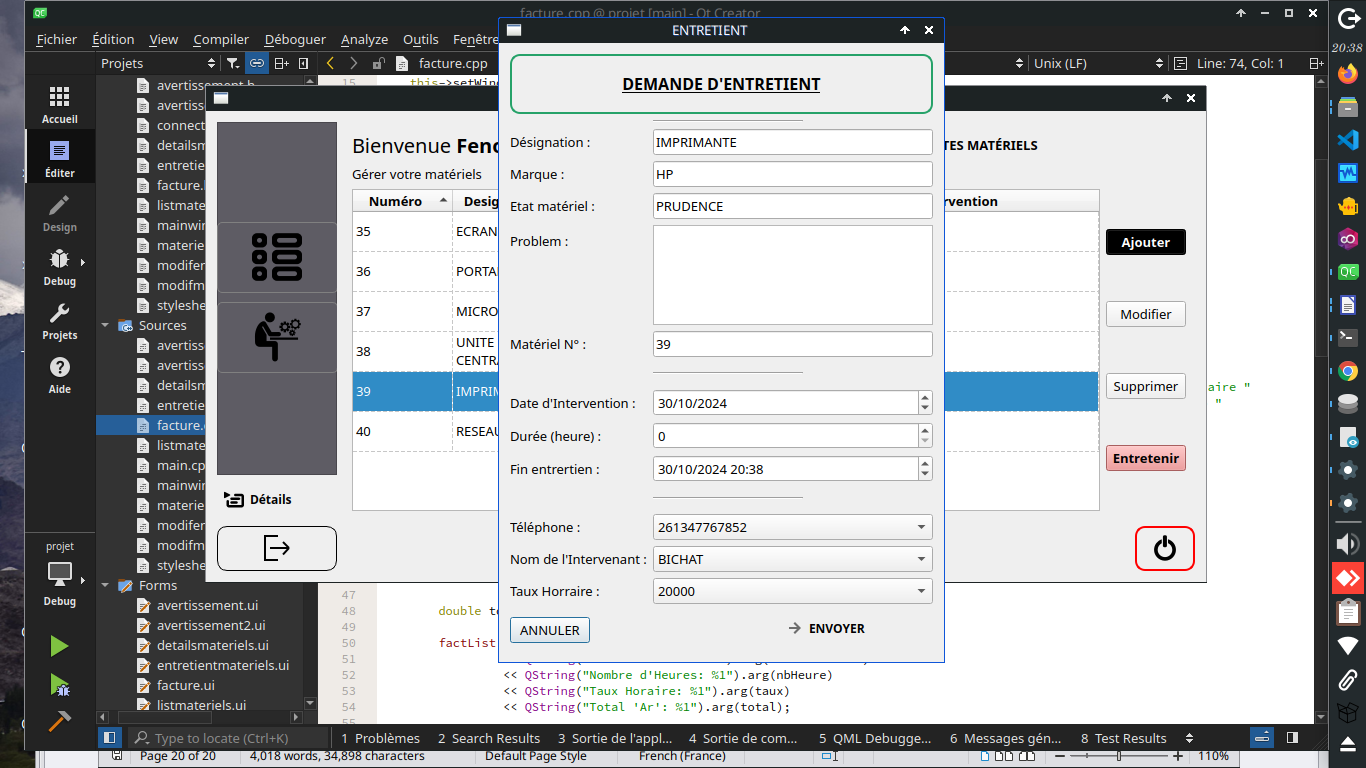 facture.cpp @ projet [main] - Qt Creator
Fichier Édition View Compiler Déboguer Analyze Outils Fenêtre
20:38
Projets
facture.cpp
Unix (LF)
Line: 74, Col: 1
Accueil
Éditer
Design
Debug
Projets
Aide
projet
Debug
avertissement.h
avertiss
connect
detailsm
entretie
facture.
listmate
mainwin
materie
modifer
modifm
styleshe
Sources
avertiss
avertiss
detailsm
entretie
facture.c
listmate
main.cp
mainwin
materie
modifer
modifm
styleshe
Forms
avertissement.ui
avertissement2.ui
detailsmateriels.ui
entretientmateriels.ui
facture.ui
listmateriels.ui
15 this->setWin
Bienvenue Fenc
TES MATÉRIELS
Gérer votre matériels
Numéro Desig rvention
35 ECRAN
36 PORTA
37 MICRO
38 UNITE
CENTRA
39 IMPRIM
40 RESEAU
Ajouter
Modifier
Supprimer
Entretenir
Détails
aire "
"
ENTRETIENT
DEMANDE D'ENTRETIENT
Désignation : IMPRIMANTE
Marque : HP
Etat matériel : PRUDENCE
Problem :
Matériel N° : 39
Date d'Intervention : 30/10/2024
Durée (heure) : 0
Fin entrertien : 30/10/2024 20:38
Téléphone : 261347767852
Nom de l'Intervenant : BICHAT
Taux Horraire : 20000
ANNULER
ENVOYER
47
48 double to
49
50 factList
51
52 << QString("Nombre d'Heures: %1").arg(nbHeure)
53 << QString("Taux Horaire: %1").arg(taux)
54 << QString("Total 'Ar': %1").arg(total);
55
Type to locate (Ctrl+K)
1 Problèmes 2 Search Results 3 Sortie de l'appl... 4 Sortie de com... 5 QML Debugge... 6 Messages gén... 8 Test Results
Page 20 of 20 4,018 words, 34,898 characters Default Page Style French (France) 110%